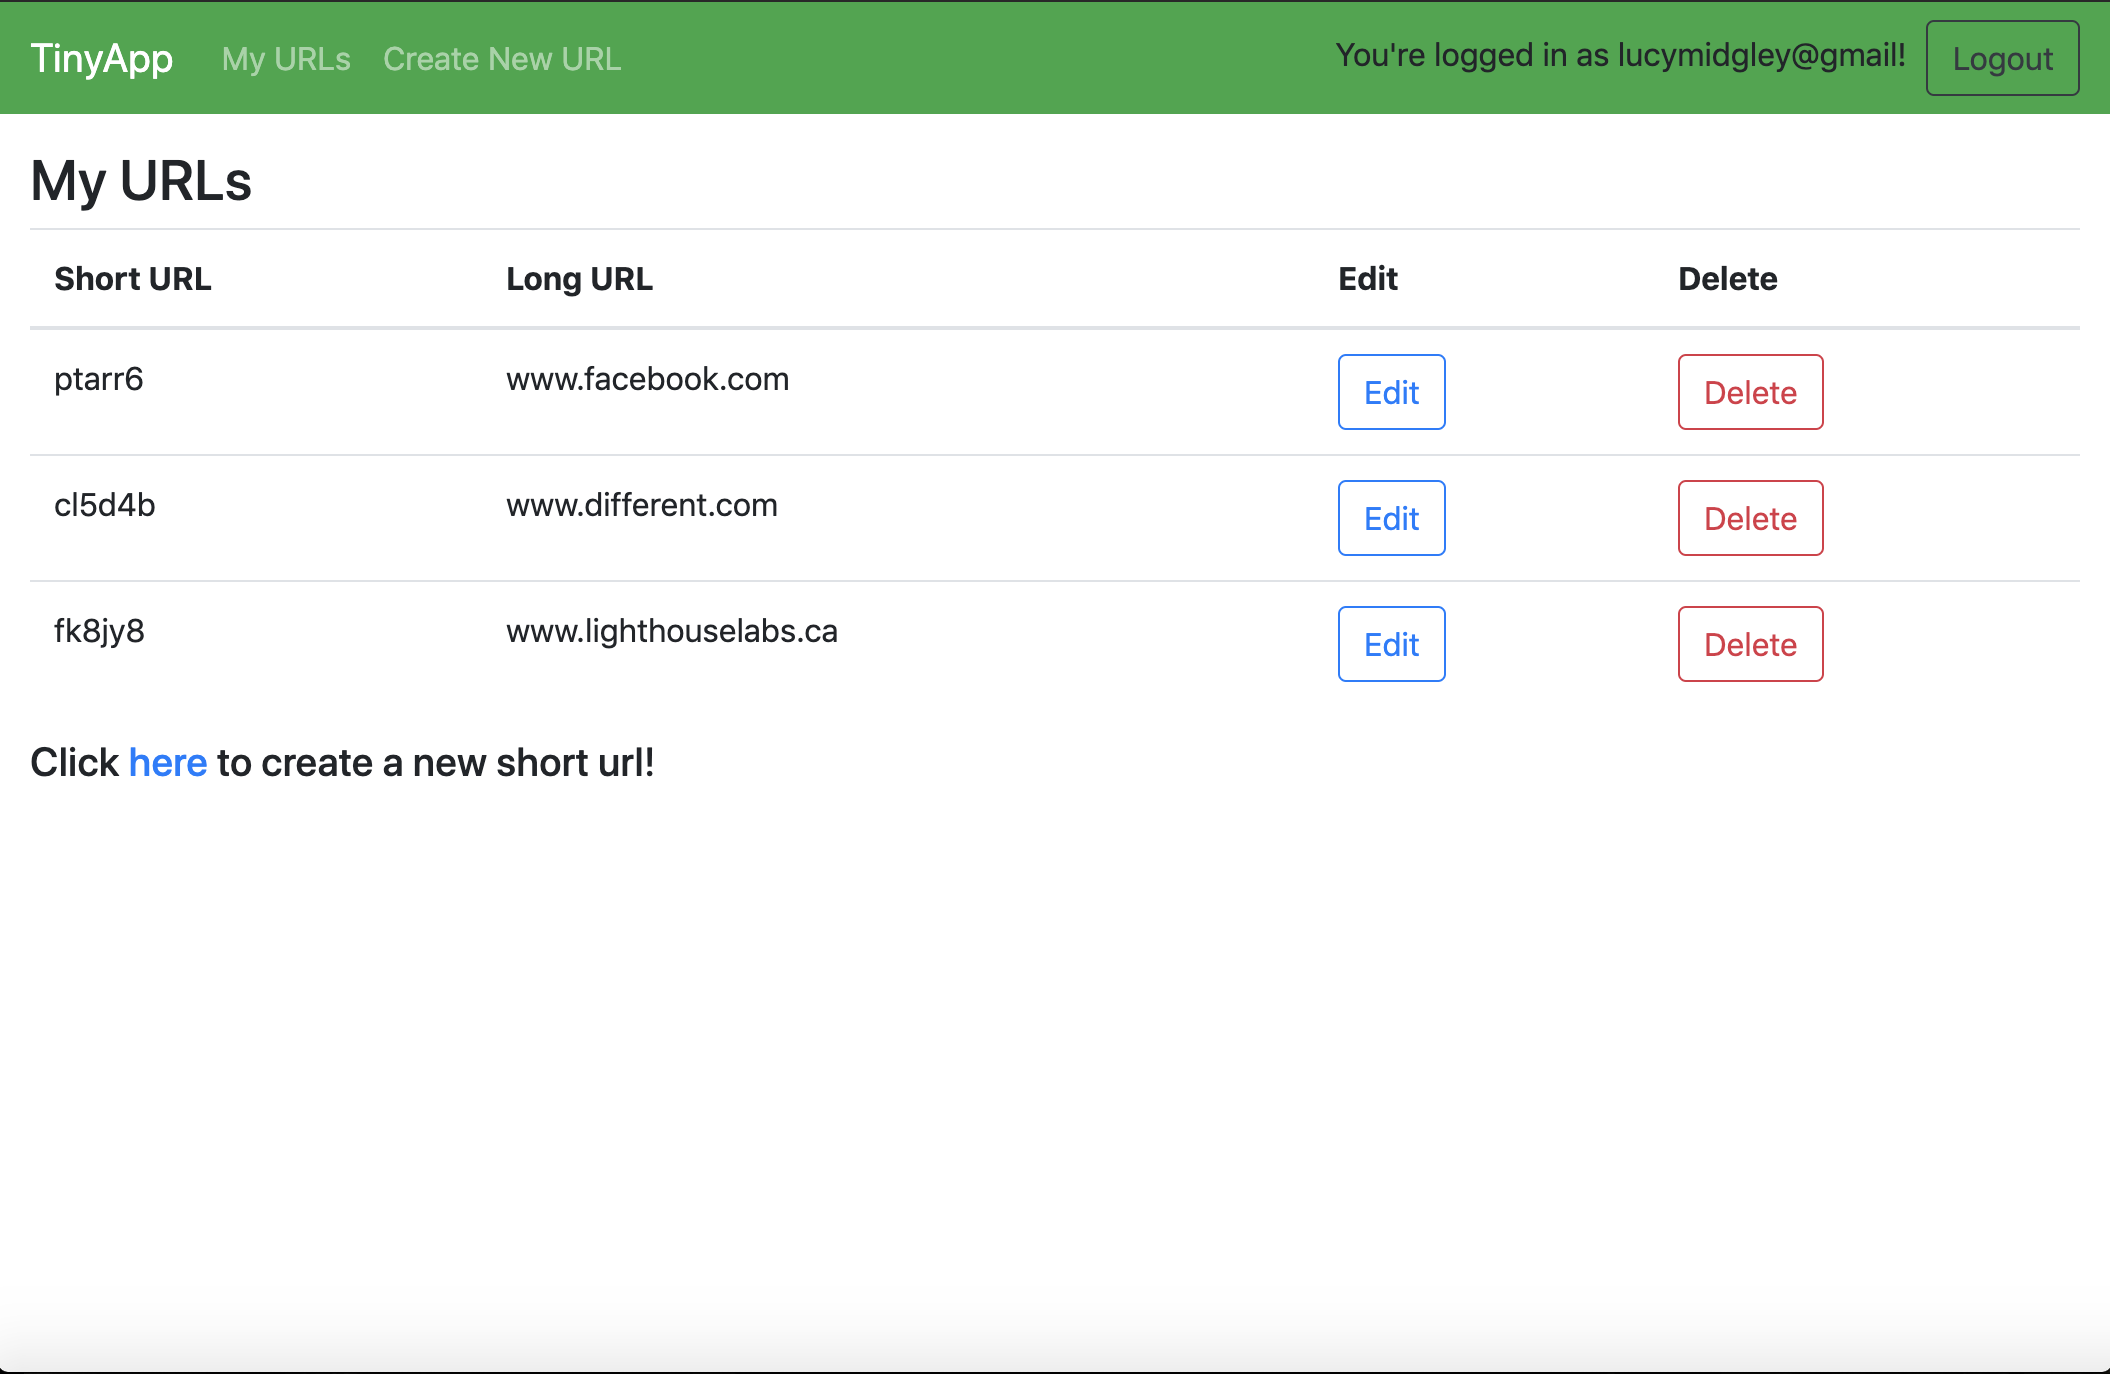 TinyApp My URLs Create New URL You're logged in as lucymidgley@gmail! Logout
My URLs
Short URL Long URL Edit Delete
ptarr6 www.facebook.com Edit Delete
cl5d4b www.different.com Edit Delete
fk8jy8 www.lighthouselabs.ca Edit Delete
Click here to create a new short url!